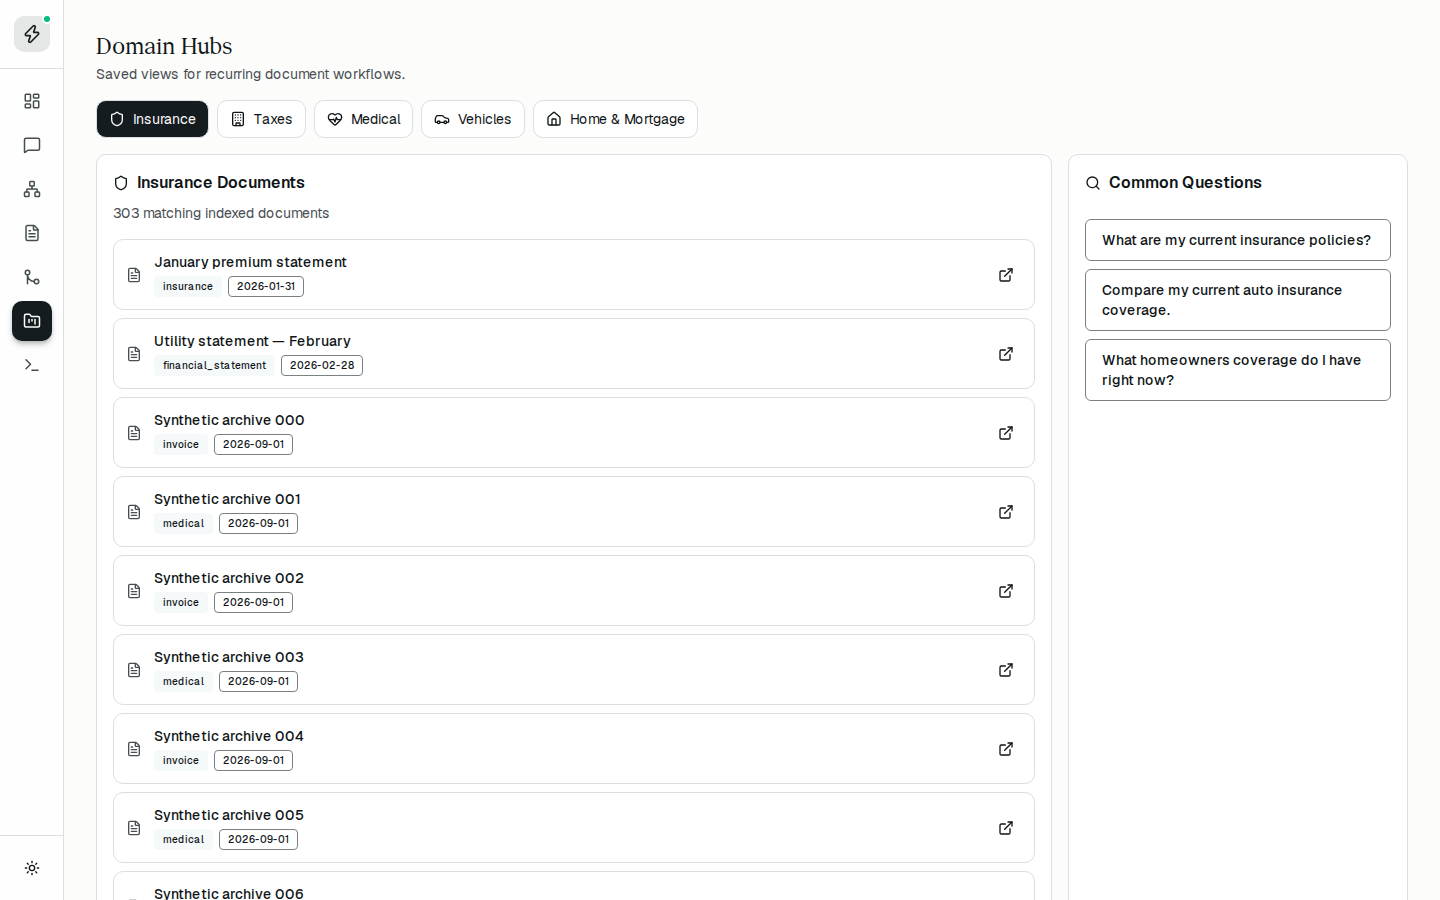 Domain Hubs
Saved views for recurring document workflows.
Insurance
Taxes
Medical
Vehicles
Home & Mortgage
Insurance Documents
303 matching indexed documents
January premium statement
insurance
2026-01-31
Utility statement — February
financial_statement
2026-02-28
Synthetic archive 000
invoice
2026-09-01
Synthetic archive 001
medical
2026-09-01
Synthetic archive 002
invoice
2026-09-01
Synthetic archive 003
medical
2026-09-01
Synthetic archive 004
invoice
2026-09-01
Synthetic archive 005
medical
2026-09-01
Synthetic archive 006
Common Questions
What are my current insurance policies?
Compare my current auto insurance
coverage.
What homeowners coverage do I have
right now?